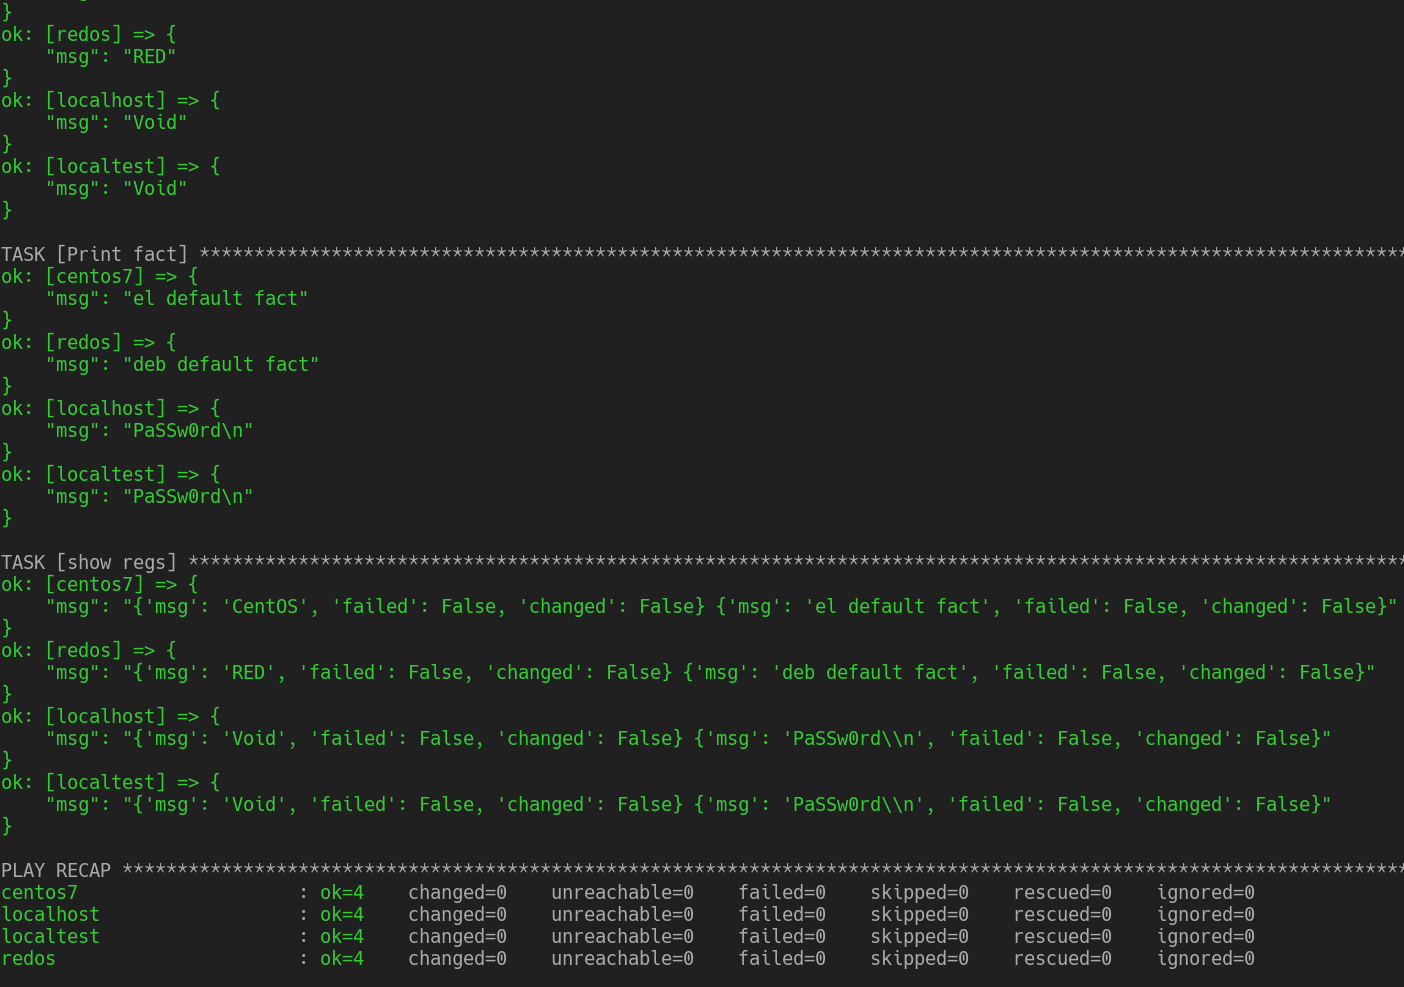 }
ok: [redos] => {
    "msg": "RED"
}
ok: [localhost] => {
    "msg": "Void"
}
ok: [localtest] => {
    "msg": "Void"
}

TASK [Print fact] **************************************************************************************************************
ok: [centos7] => {
    "msg": "el default fact"
}
ok: [redos] => {
    "msg": "deb default fact"
}
ok: [localhost] => {
    "msg": "PaSSw0rd\n"
}
ok: [localtest] => {
    "msg": "PaSSw0rd\n"
}

TASK [show regs] ***************************************************************************************************************
ok: [centos7] => {
    "msg": "{'msg': 'CentOS', 'failed': False, 'changed': False} {'msg': 'el default fact', 'failed': False, 'changed': False}"
}
ok: [redos] => {
    "msg": "{'msg': 'RED', 'failed': False, 'changed': False} {'msg': 'deb default fact', 'failed': False, 'changed': False}"
}
ok: [localhost] => {
    "msg": "{'msg': 'Void', 'failed': False, 'changed': False} {'msg': 'PaSSw0rd\\n', 'failed': False, 'changed': False}"
}
ok: [localtest] => {
    "msg": "{'msg': 'Void', 'failed': False, 'changed': False} {'msg': 'PaSSw0rd\\n', 'failed': False, 'changed': False}"
}

PLAY RECAP *********************************************************************************************************************
centos7                    : ok=4    changed=0    unreachable=0    failed=0    skipped=0    rescued=0    ignored=0
localhost                  : ok=4    changed=0    unreachable=0    failed=0    skipped=0    rescued=0    ignored=0
localtest                  : ok=4    changed=0    unreachable=0    failed=0    skipped=0    rescued=0    ignored=0
redos                      : ok=4    changed=0    unreachable=0    failed=0    skipped=0    rescued=0    ignored=0